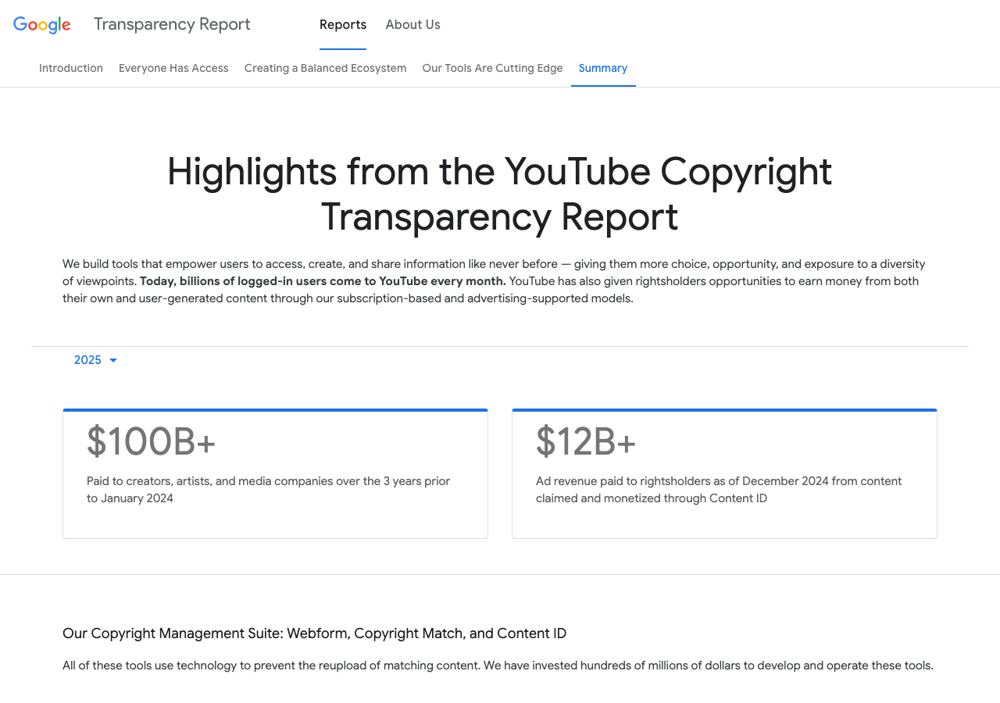 Google Transparency Report Reports About Us
Introduction Everyone Has Access Creating a Balanced Ecosystem Our Tools Are Cutting Edge Summary
Highlights from the YouTube Copyright
Transparency Report
We build tools that empower users to access, create, and share information like never before — giving them more choice, opportunity, and exposure to a diversity
of viewpoints. Today, billions of logged-in users come to YouTube every month. YouTube has also given rightsholders opportunities to earn money from both
their own and user-generated content through our subscription-based and advertising-supported models.
2025
$100B+
Paid to creators, artists, and media companies over the 3 years prior
to January 2024
$12B+
Ad revenue paid to rightsholders as of December 2024 from content
claimed and monetized through Content ID
Our Copyright Management Suite: Webform, Copyright Match, and Content ID
All of these tools use technology to prevent the reupload of matching content. We have invested hundreds of millions of dollars to develop and operate these tools.